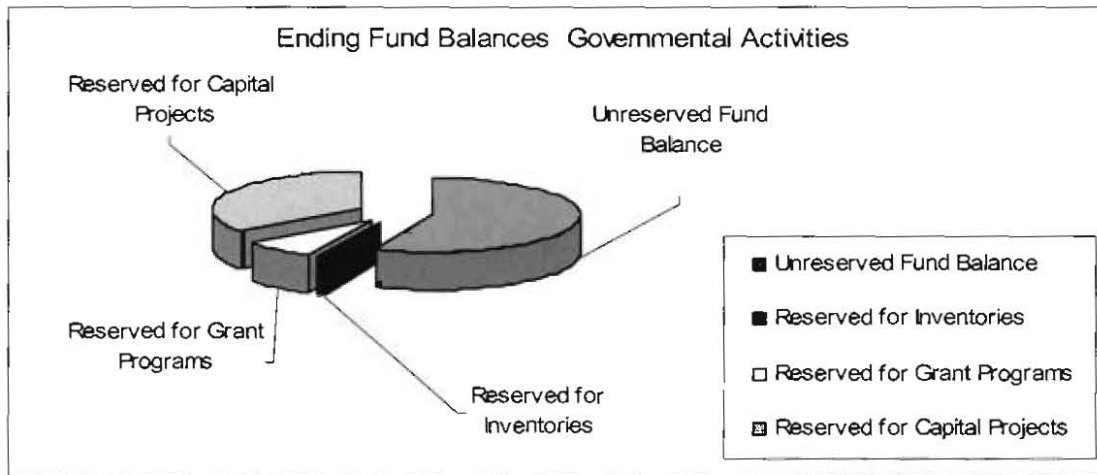 Ending Fund Balances Governmental Activities
Reserved for Capital
Projects
Unreserved Fund
Balance
Reserved for Grant
Programs
Reserved for
Inventories
Unreserved Fund Balance
Reserved for Inventories
Reserved for Grant Programs
Reserved for Capital Projects